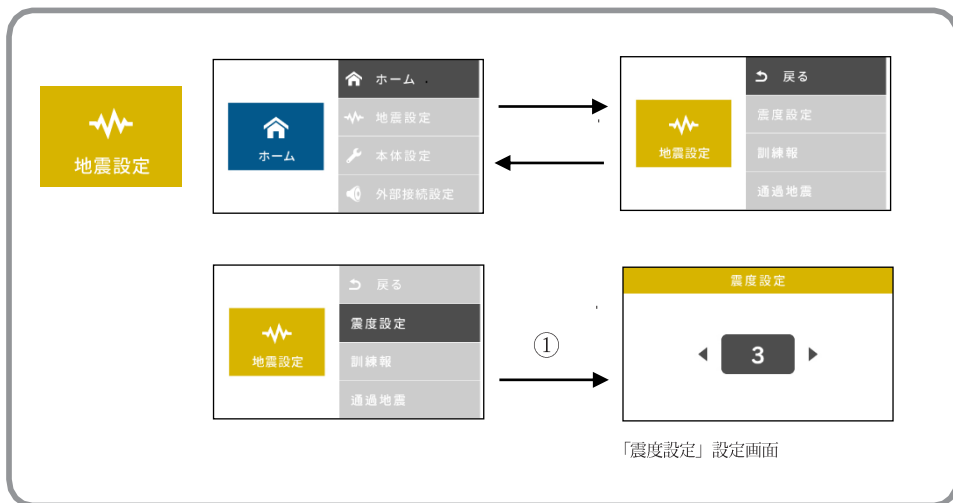 地震設定
ホーム
ホーム
地震設定
本体設定
外部接続設定
地震設定
戻る
震度設定
訓練報
通過地震
地震設定
戻る
震度設定
訓練報
通過地震
①
震度設定
3
「震度設定」設定画面